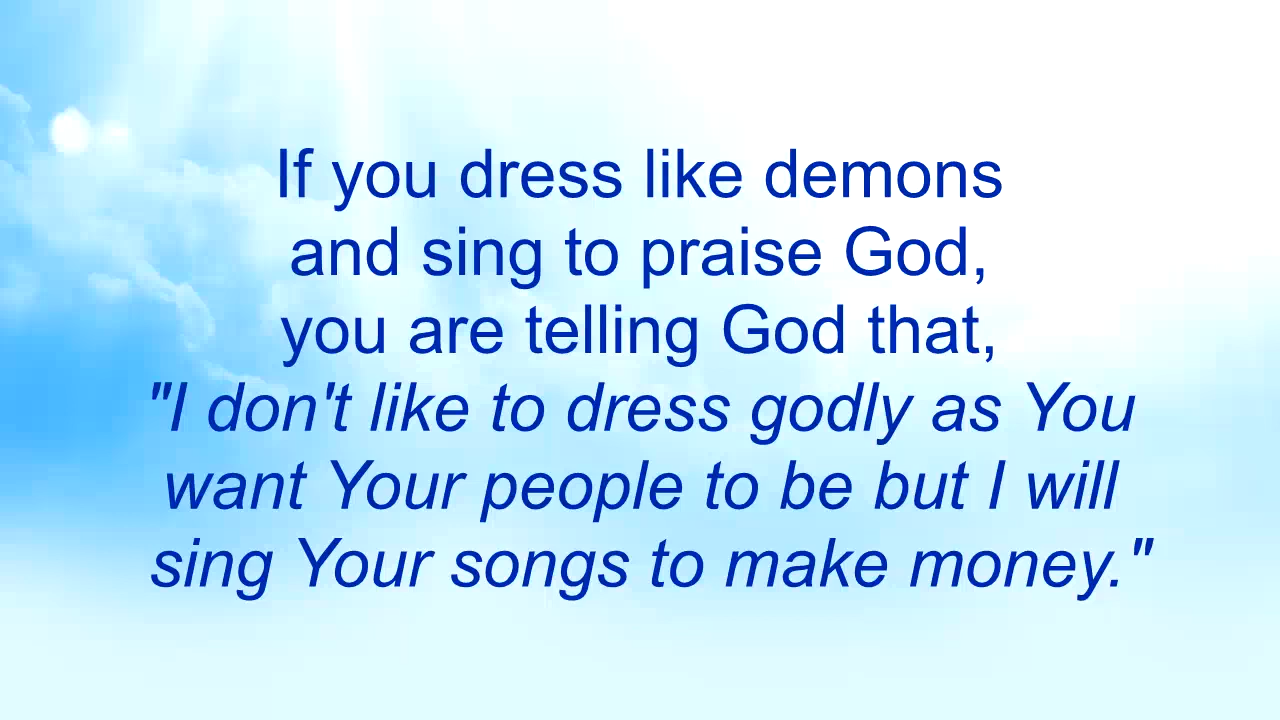 If you dress like demons
and sing to praise God,
you are telling God that,
"I don't like to dress godly as You
want Your people to be but I will
sing Your songs to make money."